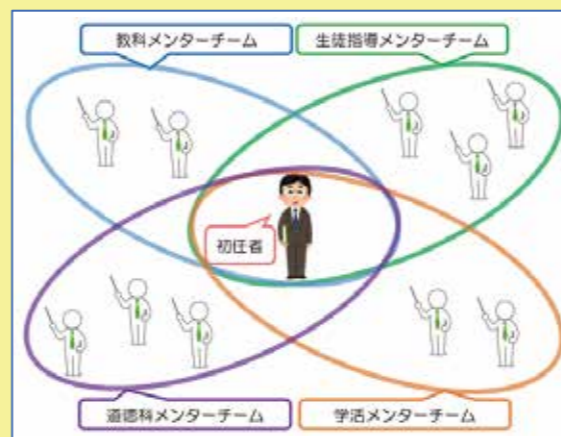 教科メンターチーム
生徒指導メンターチーム
初任者
道徳科メンターチーム
学活メンターチーム